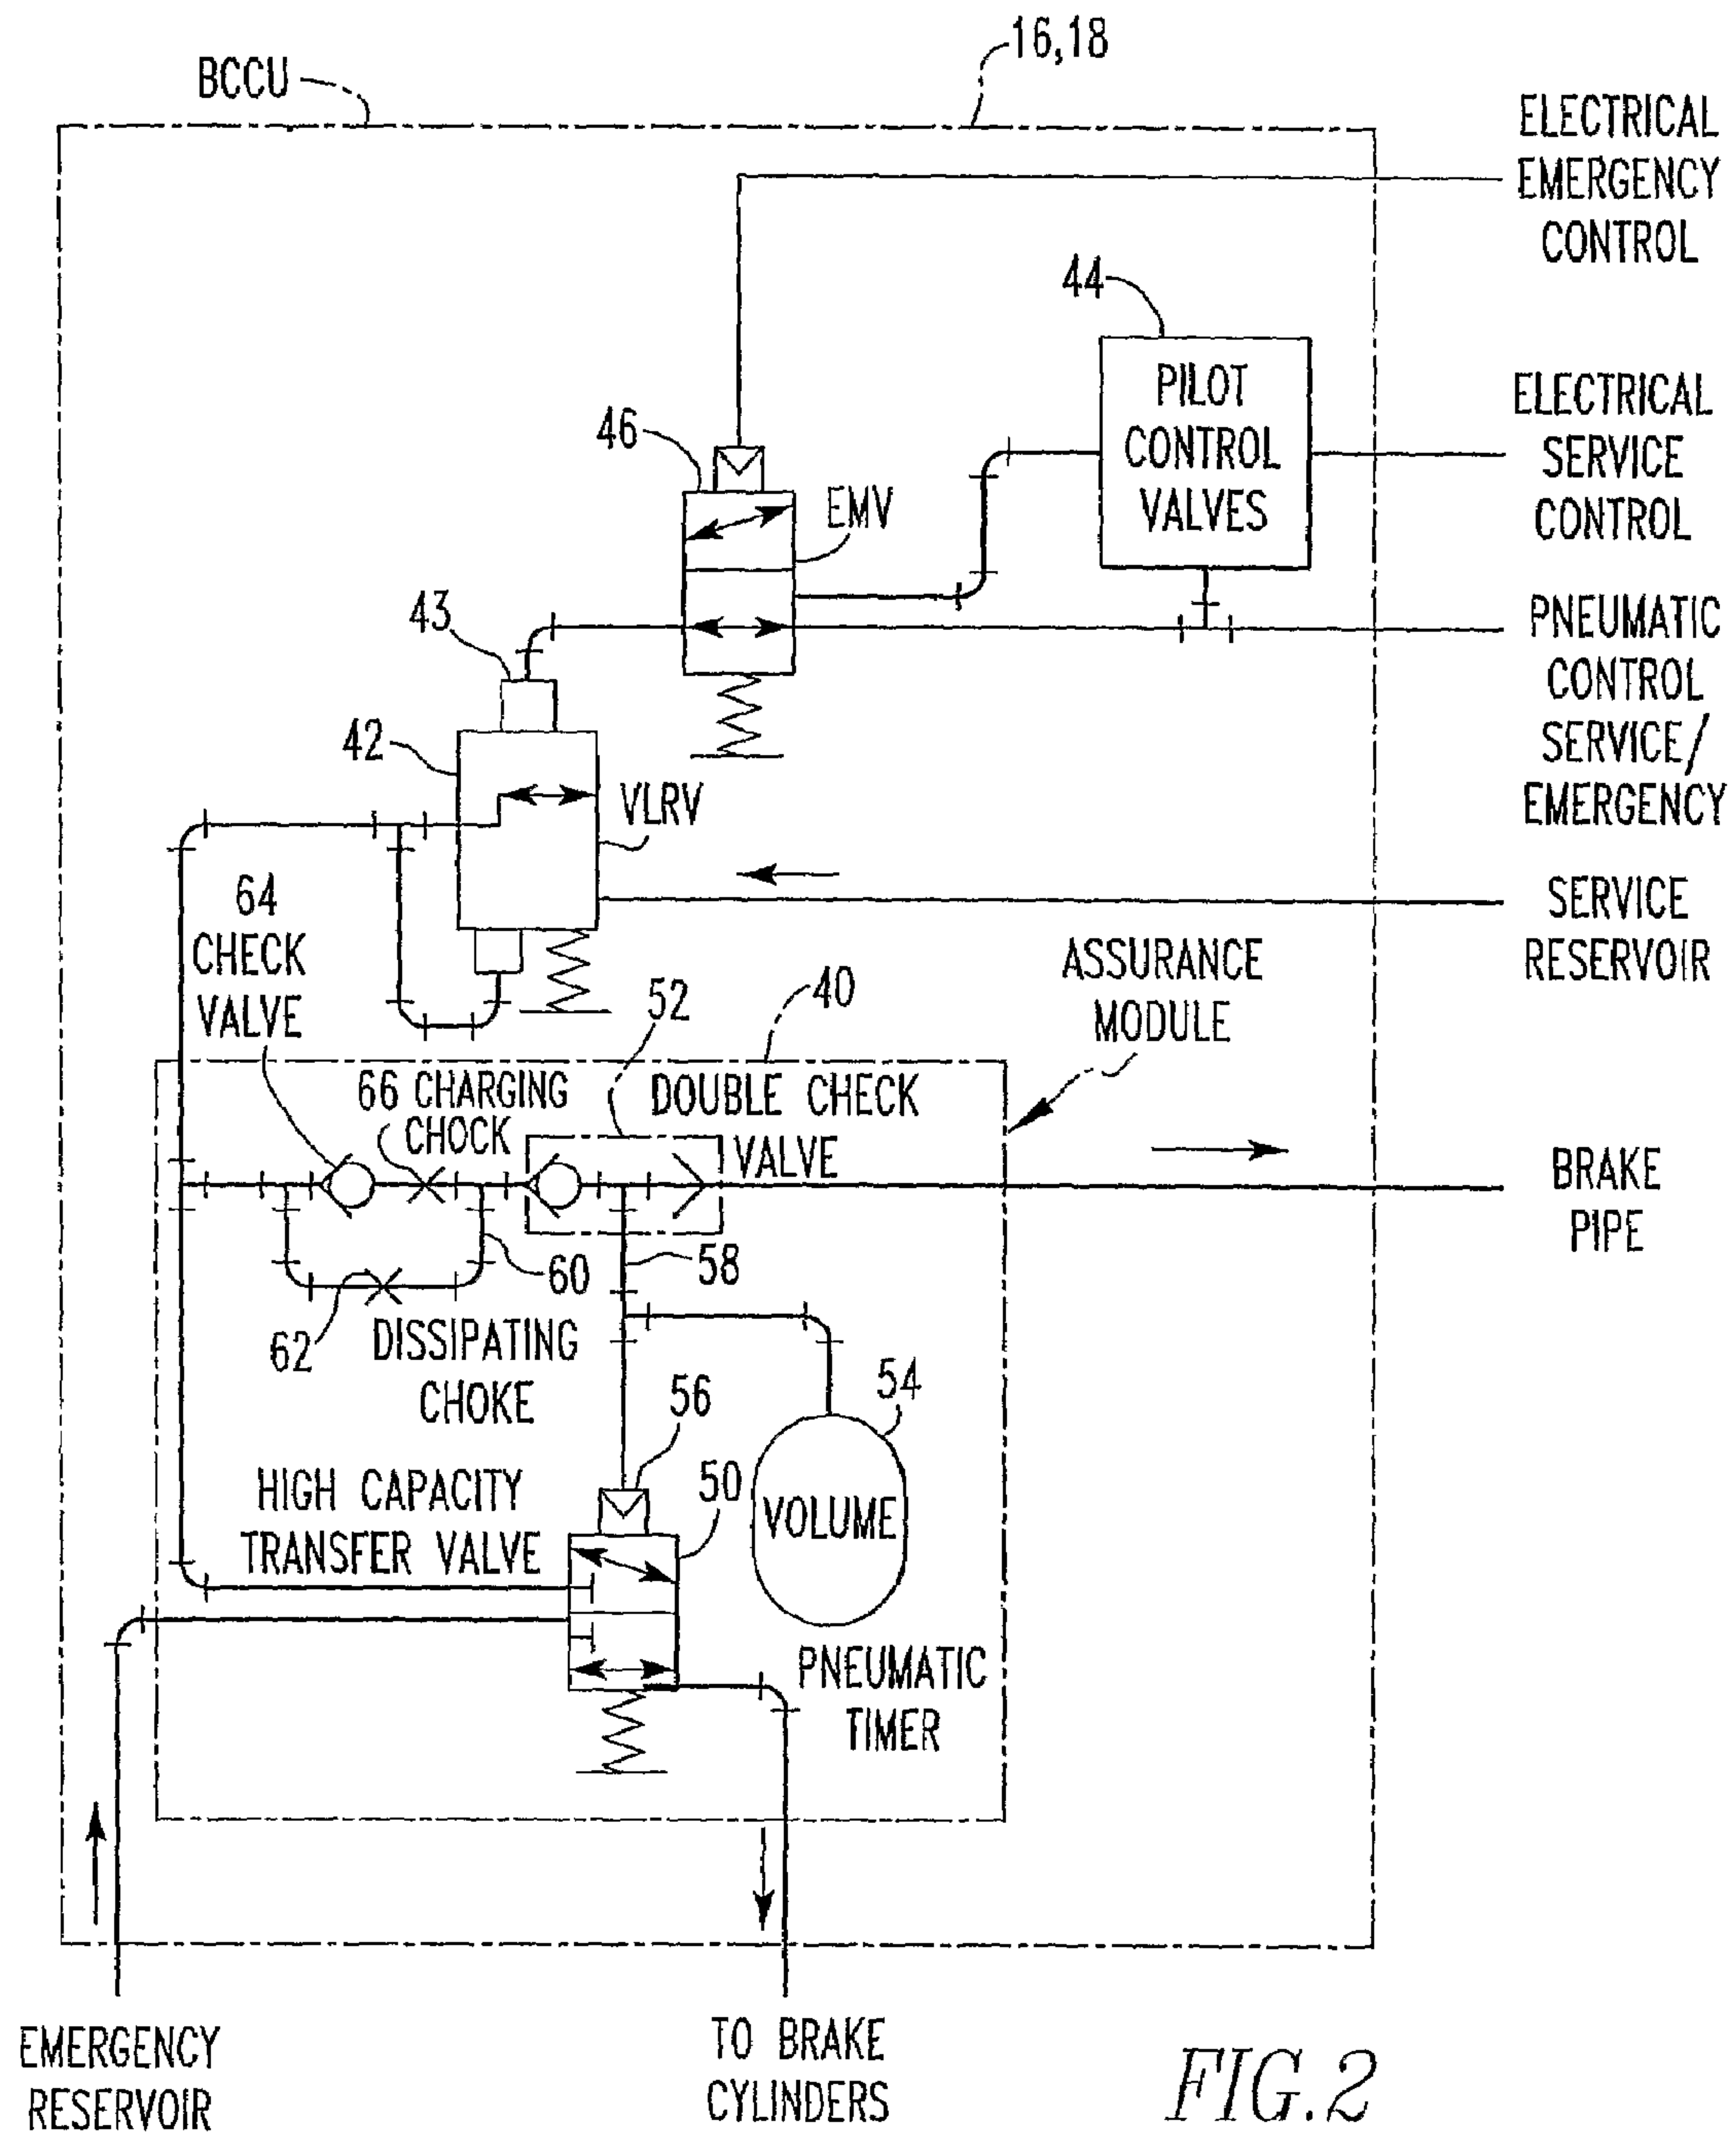 BCCU
16,18
ELECTRICAL
EMERGENCY
CONTROL
44
PILOT
CONTROL
VALVES
ELECTRICAL
SERVICE
CONTROL
46
EMV
PNEUMATIC
CONTROL
SERVICE/
EMERGENCY
43
42
VLRV
SERVICE
RESERVOIR
64
CHECK
VALVE
52
40
ASSURANCE
MODULE
66 CHARGING
CHOCK
DOUBLE CHECK
VALVE
BRAKE
PIPE
60
58
62
DISSIPATING
CHOKE
54
56
50
HIGH CAPACITY
TRANSFER VALVE
VOLUME
PNEUMATIC
TIMER
EMERGENCY
RESERVOIR
TO BRAKE
CYLINDERS
FIG.2